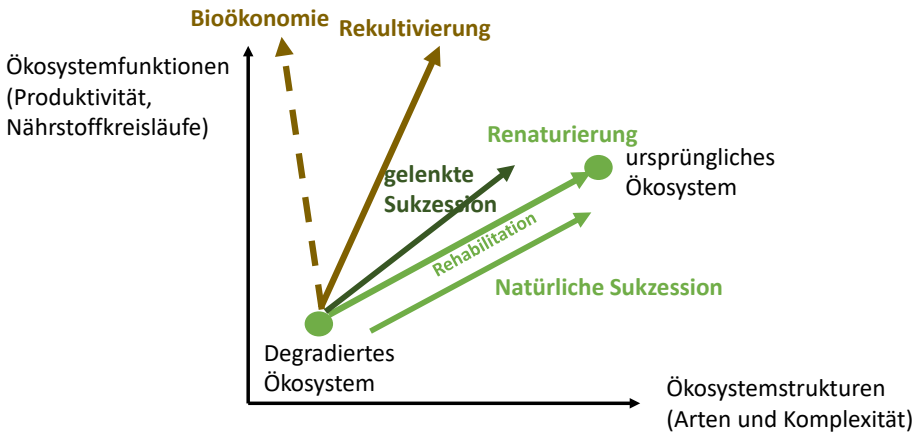 Bioökonomie
Rekultivierung
Ökosystemfunktionen
(Produktivität,
Nährstoffkreisläufe)
Renaturierung
ursprüngliches
Ökosystem
gelenkte
Sukzession
Rehabilitation
Natürliche Sukzession
Degradiertes
Ökosystem
Ökosystemstrukturen
(Arten und Komplexität)